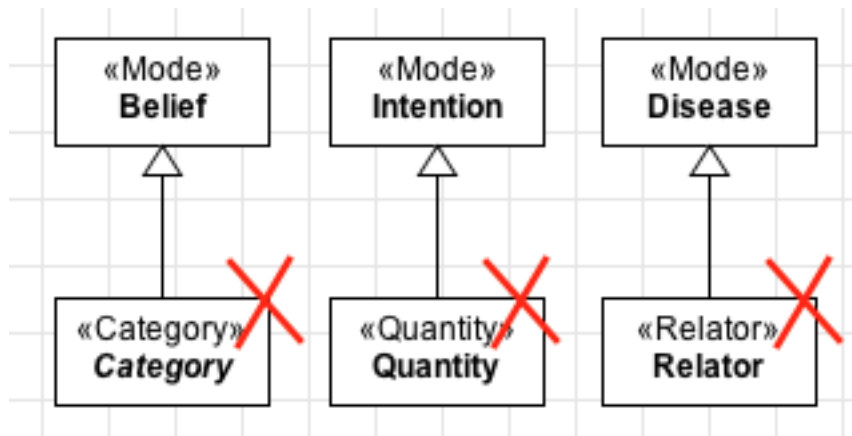 «Mode» «Mode» «Mode»
Belief Intention Disease
«Category» «Quantity» «Relator»
Category Quantity Relator